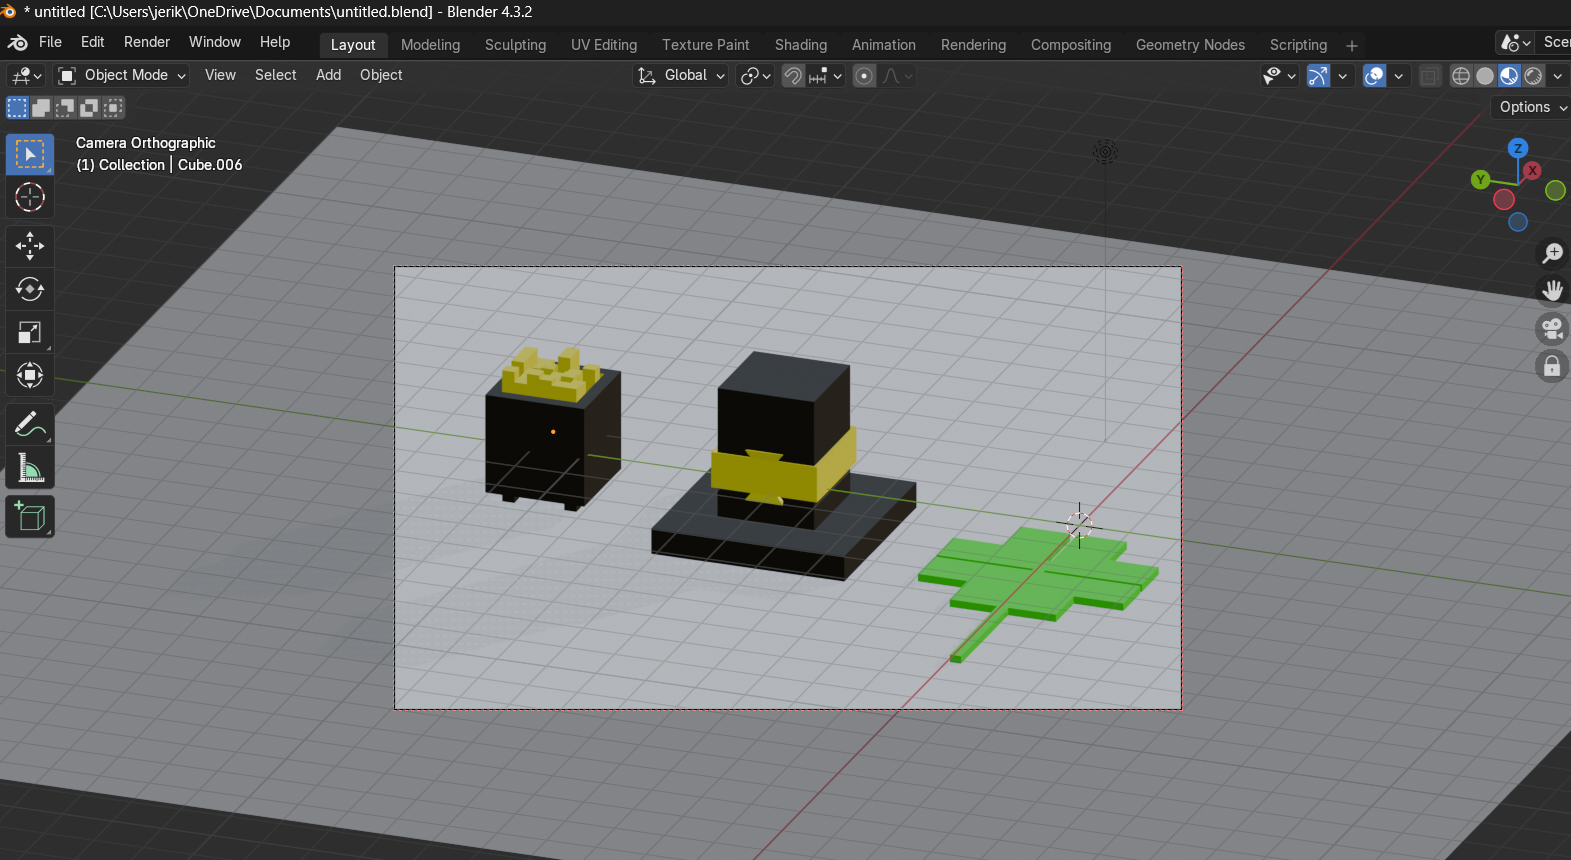 * untitled [C:\Users\jerik\OneDrive\Documents\untitled.blend] - Blender 4.3.2
File Edit Render Window Help Layout Modeling Sculpting UV Editing Texture Paint Shading Animation Rendering Compositing Geometry Nodes Scripting + Scer
Object Mode View Select Add Object Global
Options
Camera Orthographic
(1) Collection | Cube.006
Z
X
Y